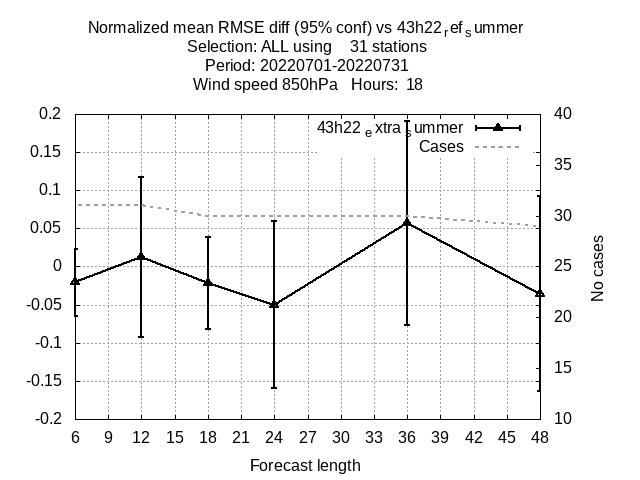 Normalized mean RMSE diff (95% conf) vs 43h22refsummer
Selection: ALL using 31 stations
Period: 20220701-20220731
Wind speed 850hPa Hours: 18
43h22extrasummer
Cases
0.2
0.15
0.1
0.05
0
-0.05
-0.1
-0.15
-0.2
40
35
30
25
20
15
10
No cases
6 9 12 15 18 21 24 27 30 33 36 39 42 45 48
Forecast length